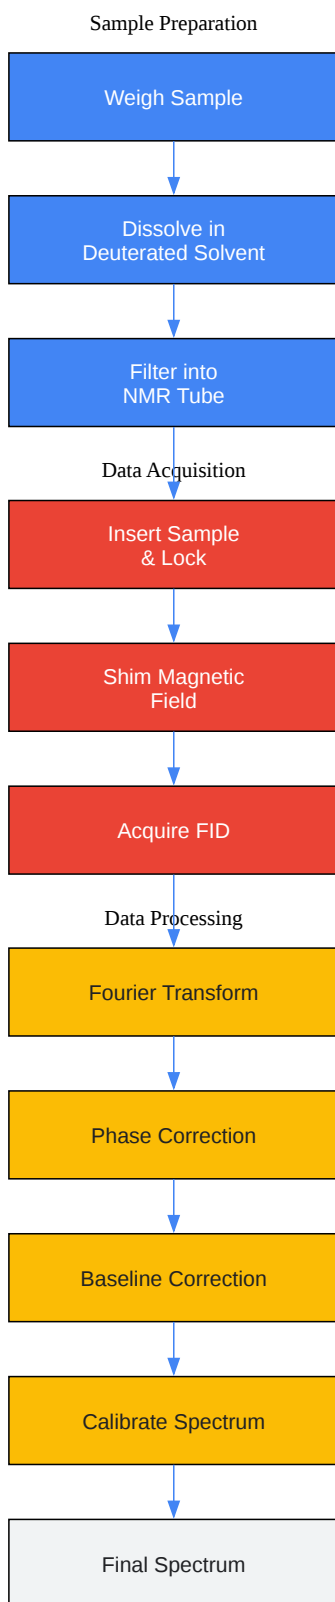 Sample Preparation
Weigh Sample
Dissolve in
Deuterated Solvent
Filter into
NMR Tube
Data Acquisition
Insert Sample
& Lock
Shim Magnetic
Field
Acquire FID
Data Processing
Fourier Transform
Phase Correction
Baseline Correction
Calibrate Spectrum
Final Spectrum